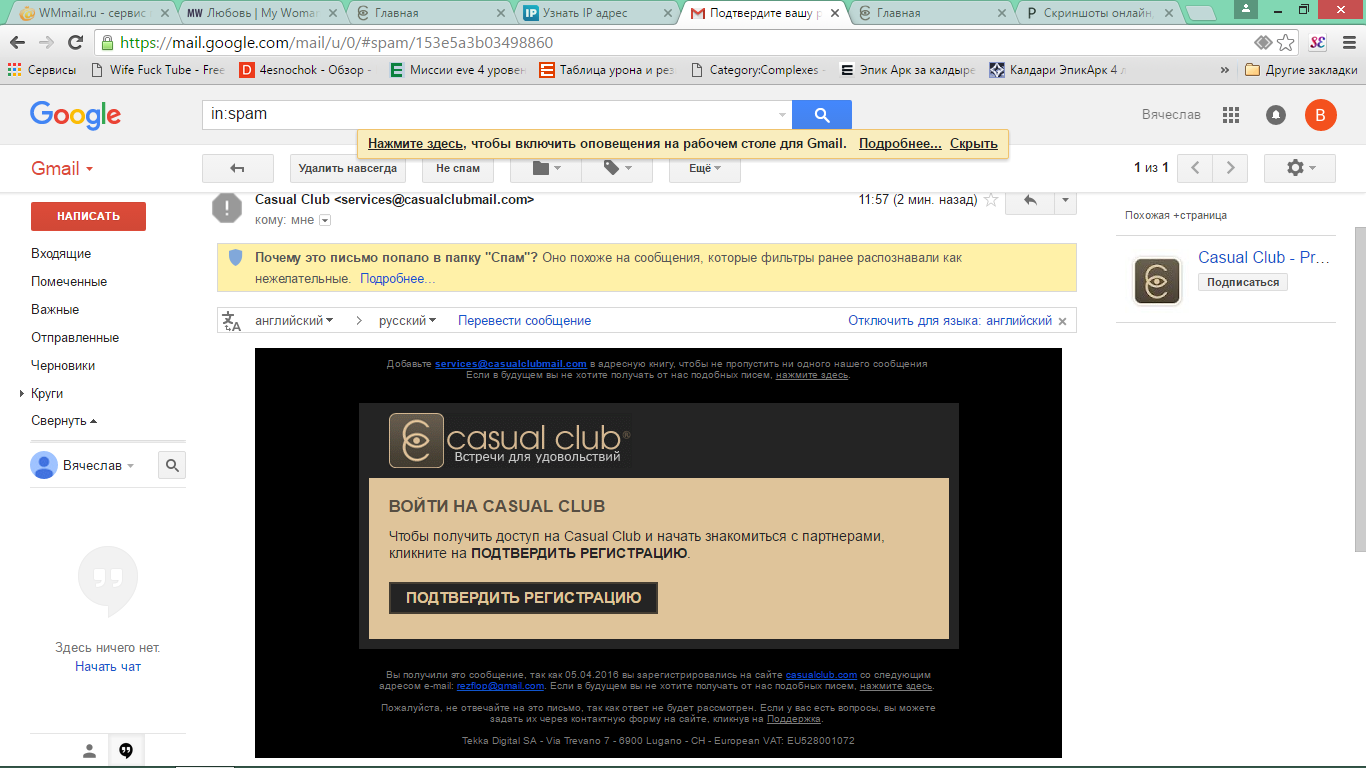 WMmail.ru - сервис
Любовь | My Woman
Главная
Узнать IP адрес
Подтвердите вашу р
Главная
Скриншоты онлайн,
https://mail.google.com/mail/u/0/#spam/153e5a3b03498860
Сервисы
Wife Fuck Tube - Free
4esnochok - Обзор -
Миссии eve 4 уровен
Таблица урона и рез
Category:Complexes -
Эпик Арк за калдыре
Калдари ЭпикАрк 4 л
»
Другие закладки
Google
in:spam
Вячеслав
В
Нажмите здесь, чтобы включить оповещения на рабочем столе для Gmail. Подробнее... Скрыть
Gmail
Удалить навсегда
Не спам
Ещё
1 из 1
НАПИСАТЬ
Входящие
Помеченные
Важные
Отправленные
Черновики
Круги
Свернуть
Вячеслав
Здесь ничего нет.
Начать чат
Casual Club <services@casualclubmail.com>
11:57 (2 мин. назад)
кому: мне
Почему это письмо попало в папку "Спам"? Оно похоже на сообщения, которые фильтры ранее распознавали как
нежелательные. Подробнее…
английский > русский Перевести сообщение
Отключить для языка: английский ×
Добавьте services@casualclubmail.com в адресную книгу, чтобы не пропустить ни одного нашего сообщения
Если в будущем вы не хотите получать от нас подобных писем, нажмите здесь.
casual club®
Встречи для удовольствий
ВОЙТИ НА CASUAL CLUB
Чтобы получить доступ на Casual Club и начать знакомиться с партнерами,
кликните на ПОДТВЕРДИТЬ РЕГИСТРАЦИЮ.
ПОДТВЕРДИТЬ РЕГИСТРАЦИЮ
Вы получили это сообщение, так как 05.04.2016 вы зарегистрировались на сайте casualclub.com со следующим
адресом e-mail: rezflop@gmail.com. Если в будущем вы не хотите получать от нас подобных писем, нажмите здесь.
Пожалуйста, не отвечайте на это письмо, так как ответ не будет рассмотрен. Если у вас есть вопросы, вы можете
задать их через контактную форму на сайте, кликнув на Поддержка.
Tekka Digital SA - Via Trevano 7 - 6900 Lugano - CH - European VAT: EU528001072
Похожая +страница
Casual Club - Pr...
Подписаться